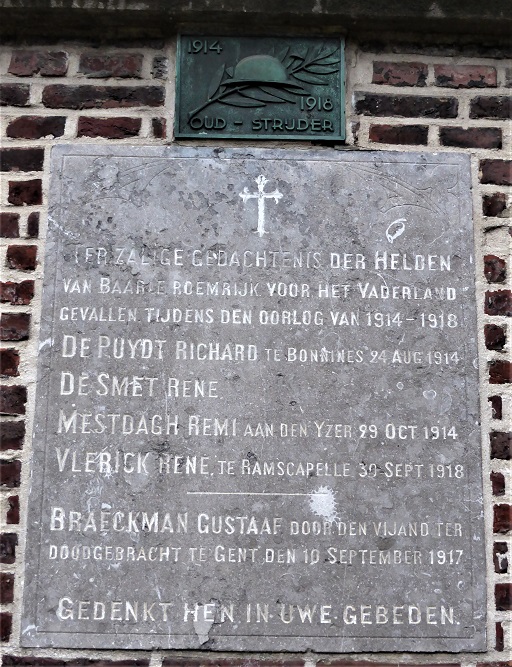 1914
1918
OUD - STRIJDER
TER ZALIGE GEDACHTENIS DER HELDEN
VAN BAARLE ROEMRIJK VOOR HET VADERLAND
GEVALLEN TIJDENS DEN OORLOG VAN 1914-1918
DE PUYDT RICHARD TE BONNINES 24 AUG 1914
DE SMET RENE.
MESTDAGH REMI AAN DEN YZER 29 OCT 1914
VLERICK RENE. TE RAMSCAPELLE 30 SEPT 1918
BRAECKMAN GUSTAAF DOOR DEN VIJAND TER
DOODGEBRACHT TE GENT DEN 10 SEPTEMBER 1917
GEDENKT HEN IN UWE GEBEDEN.